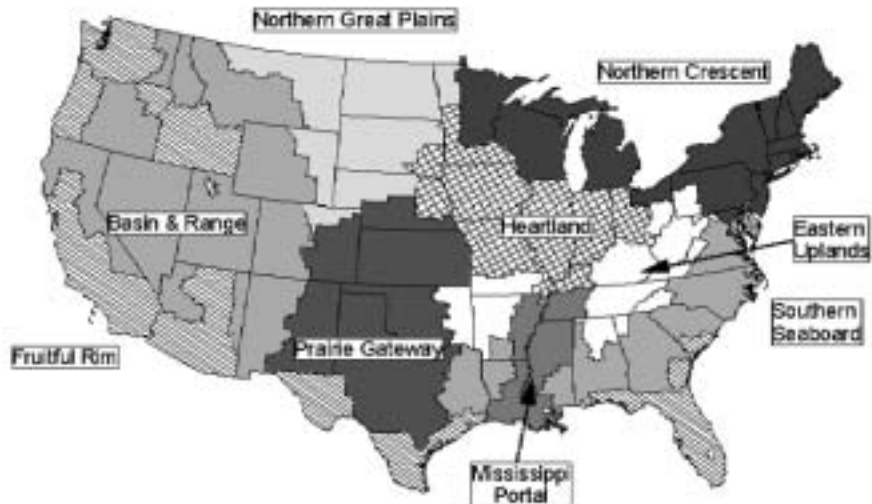 Northern Great Plains
Northern Crescent
Basin & Range
Heartland
Eastern
Uplands
Southern
Seaboard
Fruitful Rim
Prairie Gateway
Mississippi
Portal